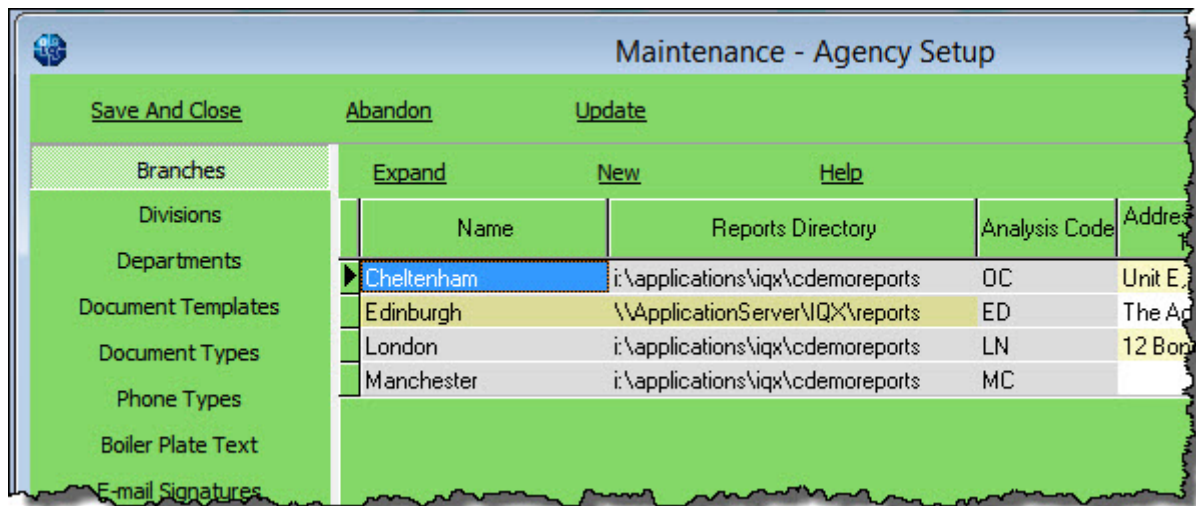 Maintenance - Agency Setup
Save And Close Abandon Update
Branches
Divisions
Departments
Document Templates
Document Types
Phone Types
Boiler Plate Text
E-mail Signatures
Expand New Help
Name Reports Directory Analysis Code
Cheltenham i:\applications\iqx\cdemoreports OC Unit E,
Edinburgh \\ApplicationServer\IQX\reports ED The
London i:\applications\iqx\cdemoreports LN 12
Manchester i:\applications\iqx\cdemoreports MC